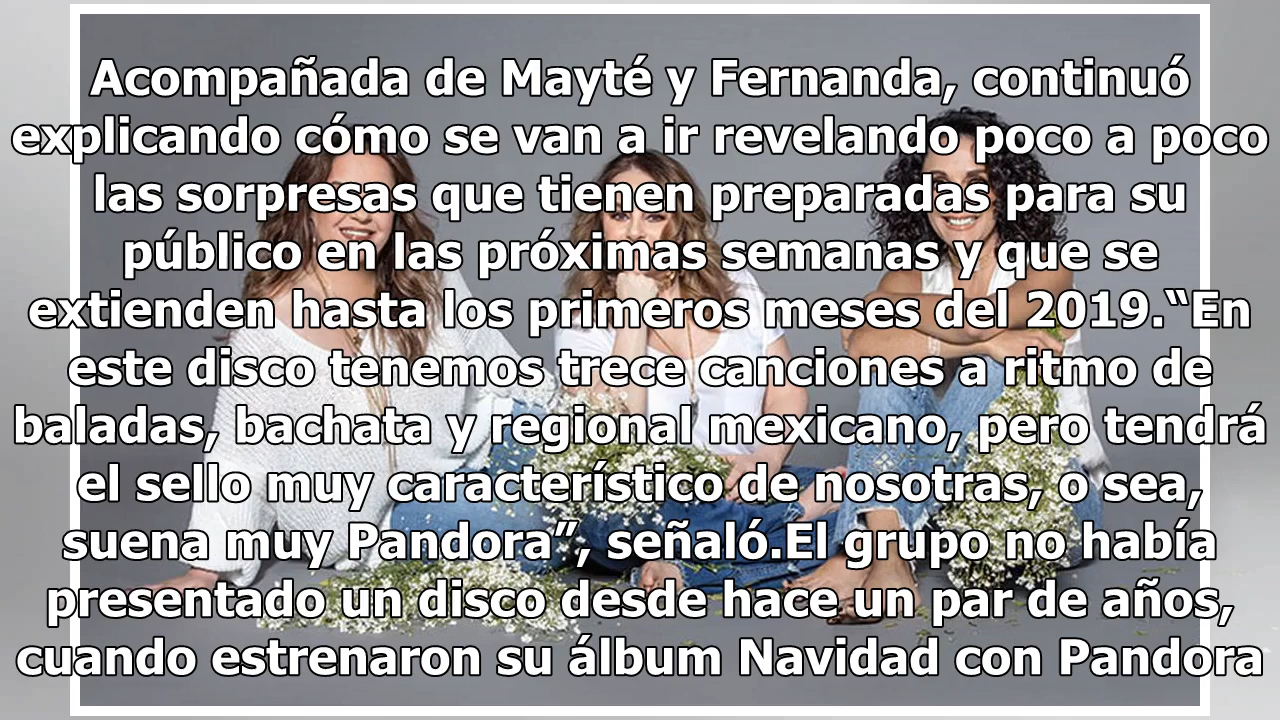 Acompañada de Mayté y Fernanda, continuó
explicando cómo se van a ir revelando poco a poco
las sorpresas que tienen preparadas para su
público en las próximas semanas y que se
extienden hasta los primeros meses del 2019.“En
este disco tenemos trece canciones a ritmo de
baladas, bachata y regional mexicano, pero tendrá
el sello muy característico de nosotras, o sea,
suena muy Pandora”, señaló.El grupo no había
presentado un disco desde hace un par de años,
cuando estrenaron su álbum Navidad con Pandora